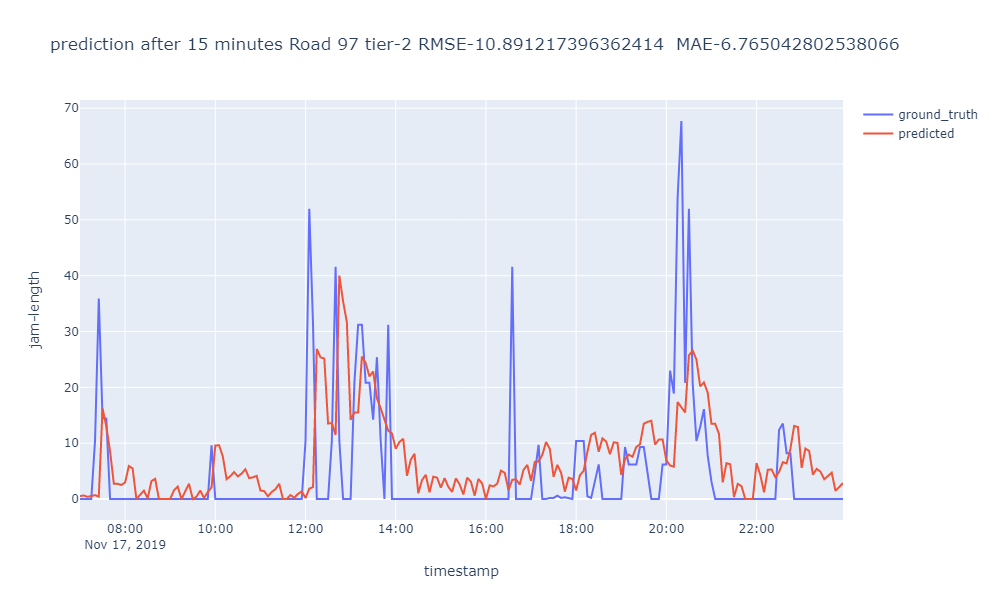 prediction after 15 minutes Road 97 tier-2 RMSE-10.891217396362414  MAE-6.765042802538066
ground_truth
predicted
jam-length
70
60
50
40
30
20
10
0
08:00 10:00 12:00 14:00 16:00 18:00 20:00 22:00
Nov 17, 2019
timestamp